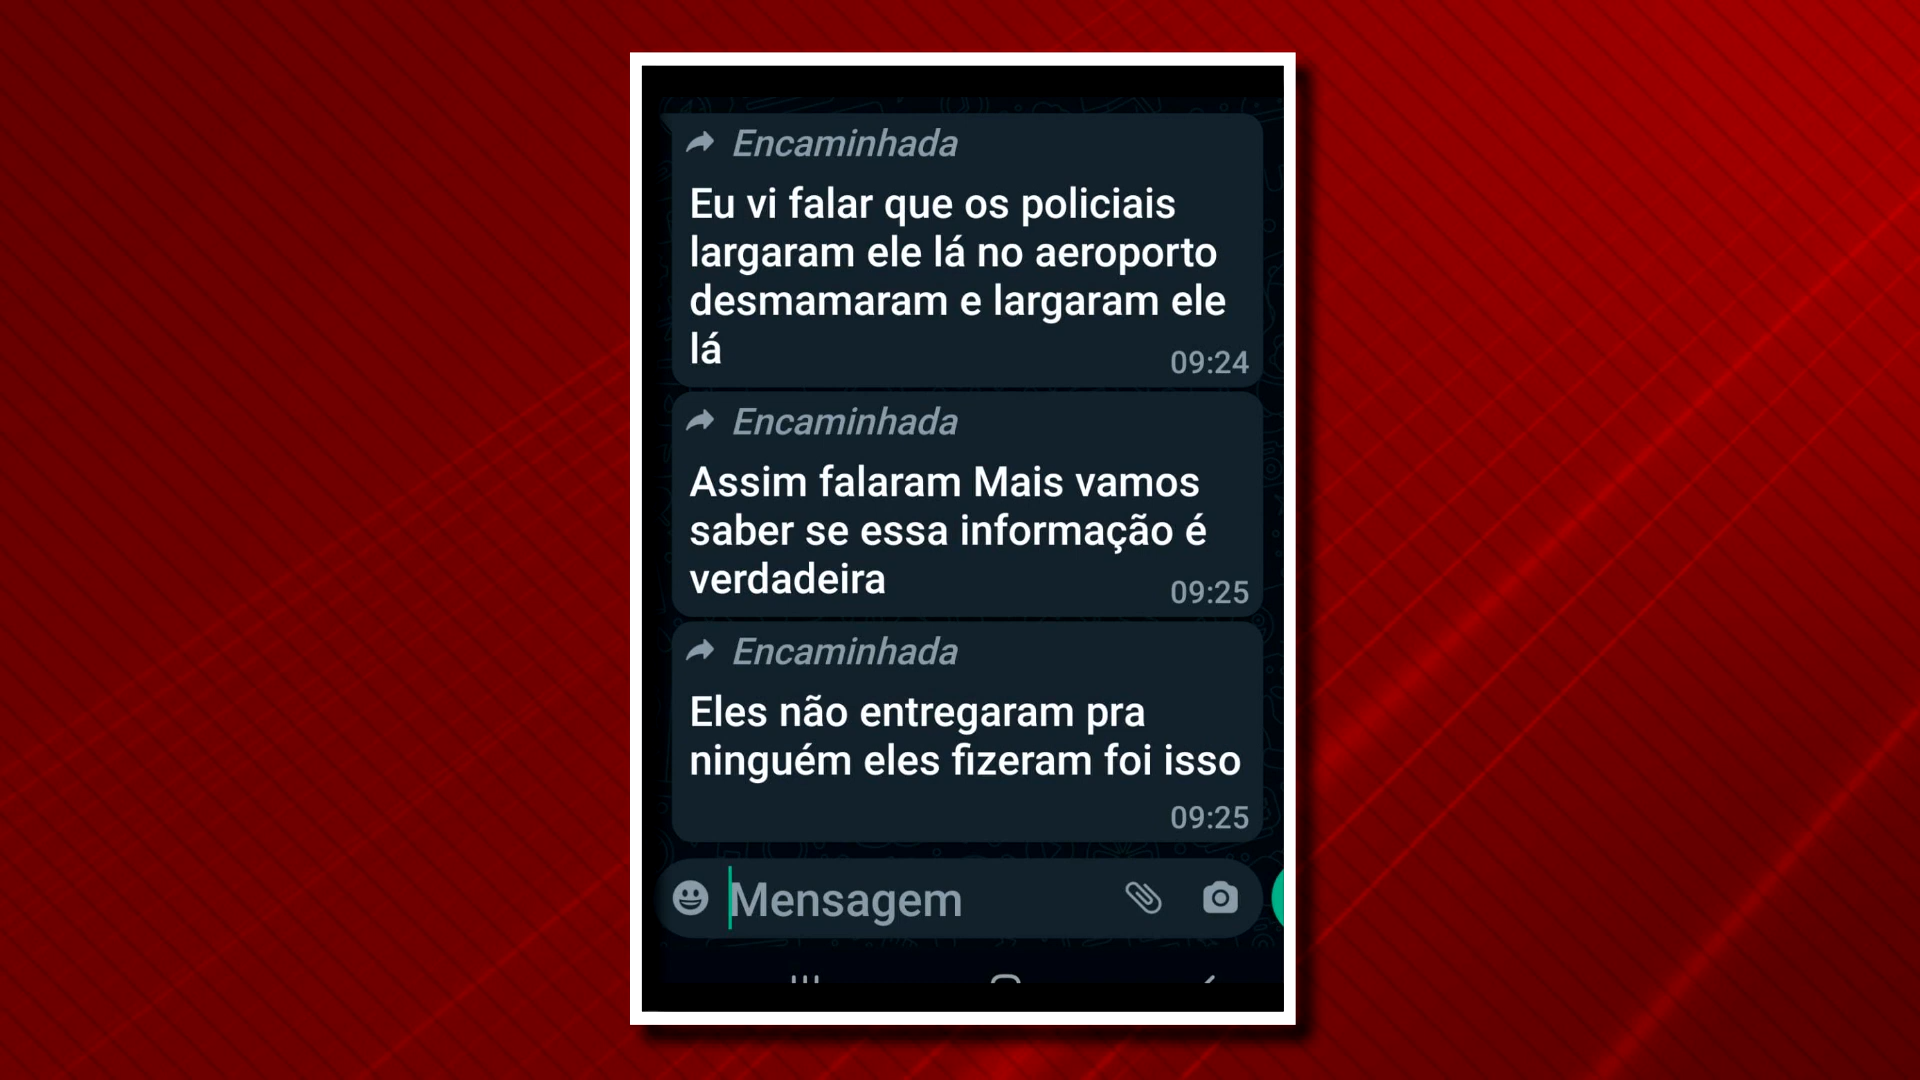 Encaminhada
Eu vi falar que os policiais
largaram ele lá no aeroporto
desmamaram e largaram ele
lá
09:24
Encaminhada
Assim falaram Mais vamos
saber se essa informação é
verdadeira
09:25
Encaminhada
Eles não entregaram pra
ninguém eles fizeram foi isso
09:25
Mensagem